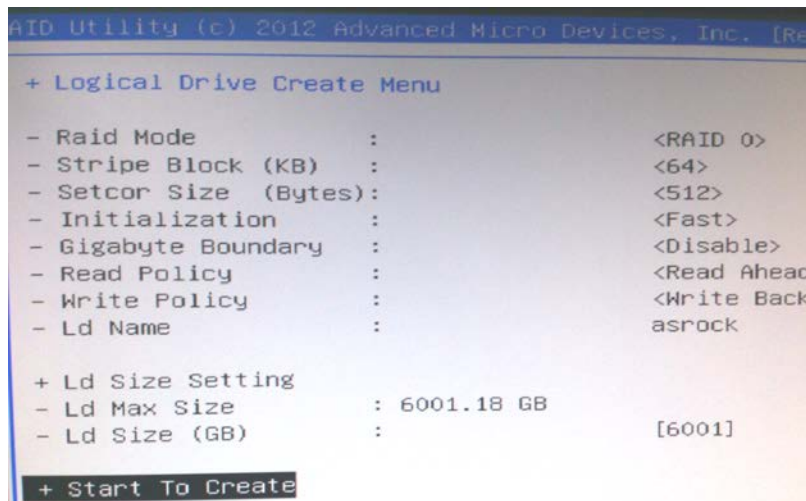 AID Utility (c) 2012 Advanced Micro Devices, Inc. [Re
+ Logical Drive Create Menu
- Raid Mode : <RAID 0>
- Stripe Block (KB) : <64>
- Setcor Size (Bytes): <512>
- Initialization : <Fast>
- Gigabyte Boundary : <Disable>
- Read Policy : <Read Ahead
- Write Policy : <Write Back
- Ld Name : asrock
+ Ld Size Setting
- Ld Max Size : 6001.18 GB
- Ld Size (GB) : [6001]
+ Start To Create